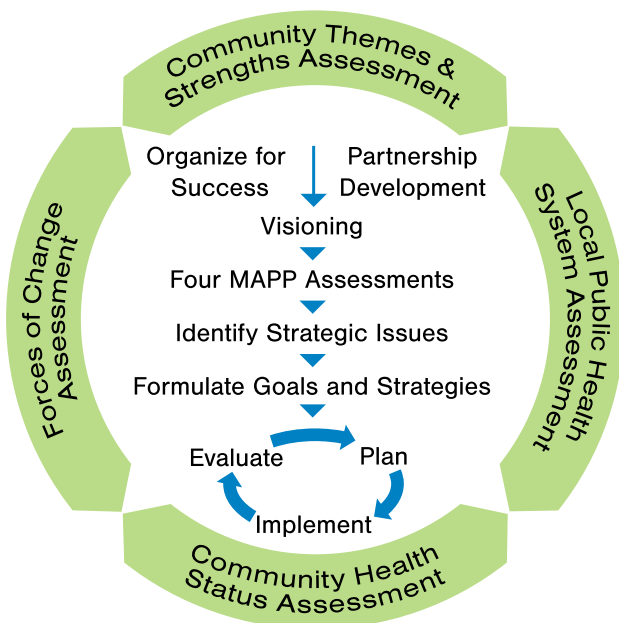 Community Themes &
Strengths Assessment
Organize for
Success
Partnership
Development
Visioning
Four MAPP Assessments
Identify Strategic Issues
Formulate Goals and Strategies
Evaluate
Plan
Implement
Forces of Change
Assessment
Local Public Health
System Assessment
Community Health
Status Assessment